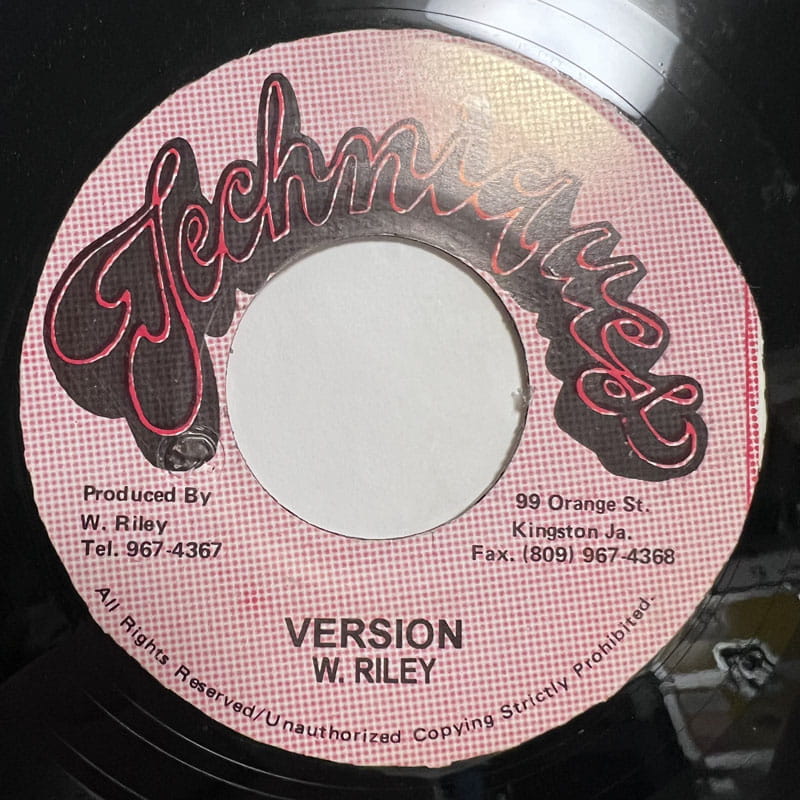 Techniques
Produced By
W. Riley
Tel. 967-4367
99 Orange St.
Kingston Ja.
Fax. (809) 967-4368
VERSION
W. RILEY
All Rights Reserved/Unauthorized Copying Strictly Prohibited.